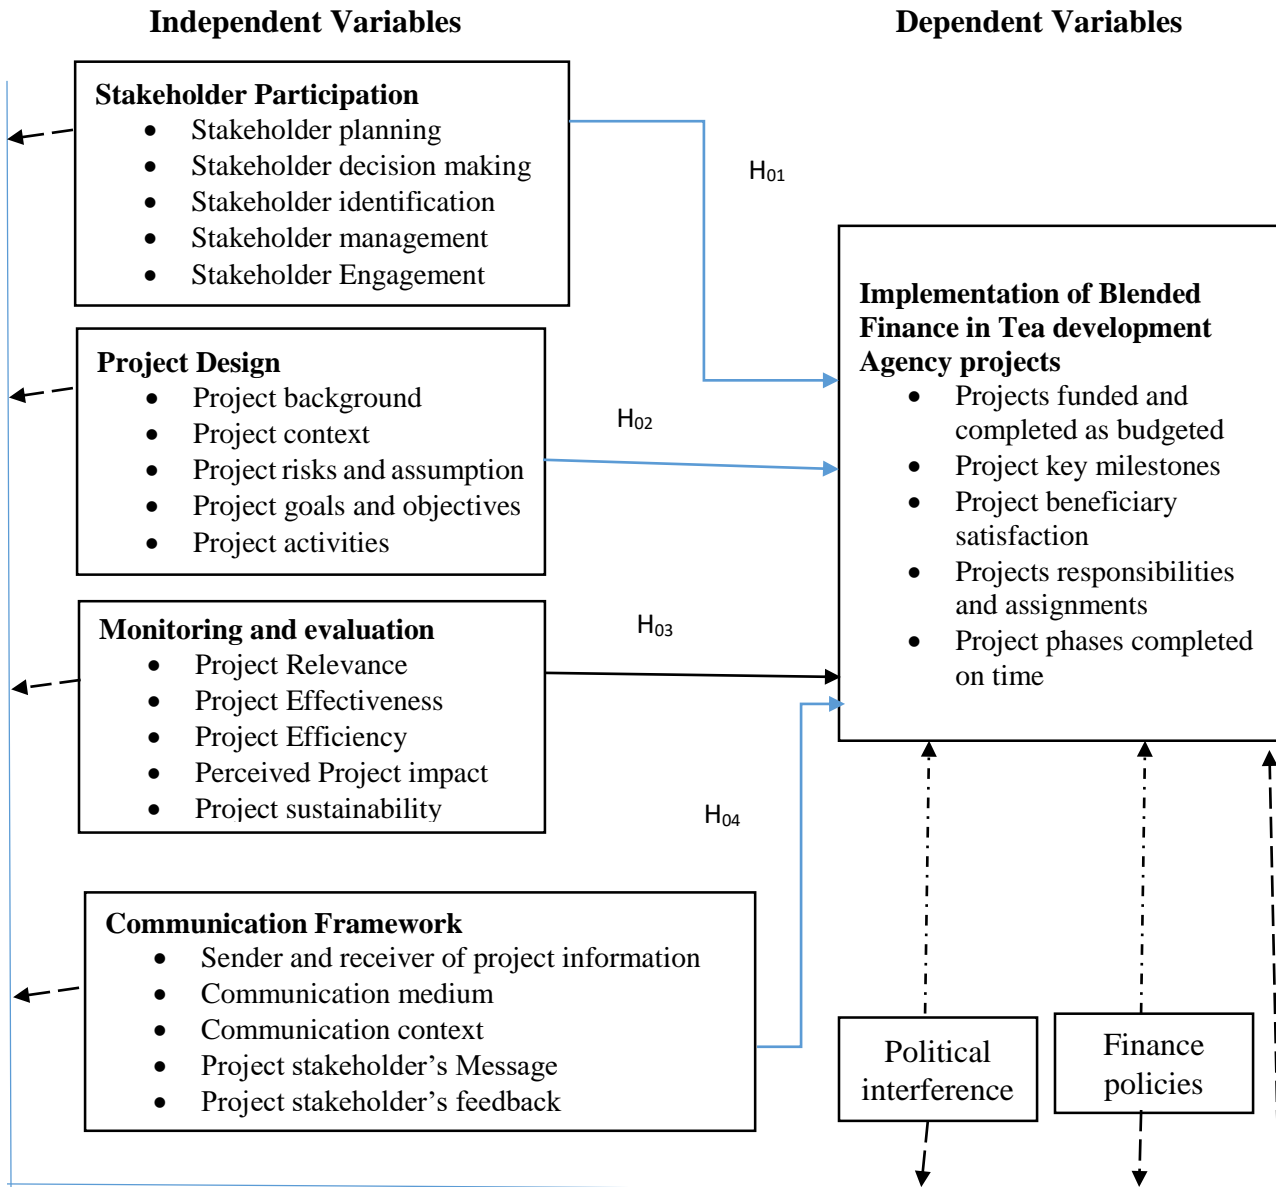 Independent Variables
Dependent Variables
Stakeholder Participation
• Stakeholder planning
• Stakeholder decision making
• Stakeholder identification
• Stakeholder management
• Stakeholder Engagement
H01
Project Design
• Project background
• Project context
• Project risks and assumption
• Project goals and objectives
• Project activities
H02
Monitoring and evaluation
• Project Relevance
• Project Effectiveness
• Project Efficiency
• Perceived Project impact
• Project sustainability
H03
Communication Framework
• Sender and receiver of project information
• Communication medium
• Communication context
• Project stakeholder’s Message
• Project stakeholder’s feedback
H04
Implementation of Blended
Finance in Tea development
Agency projects
• Projects funded and
completed as budgeted
• Project key milestones
• Project beneficiary
satisfaction
• Projects responsibilities
and assignments
• Project phases completed
on time
Political
interference
Finance
policies